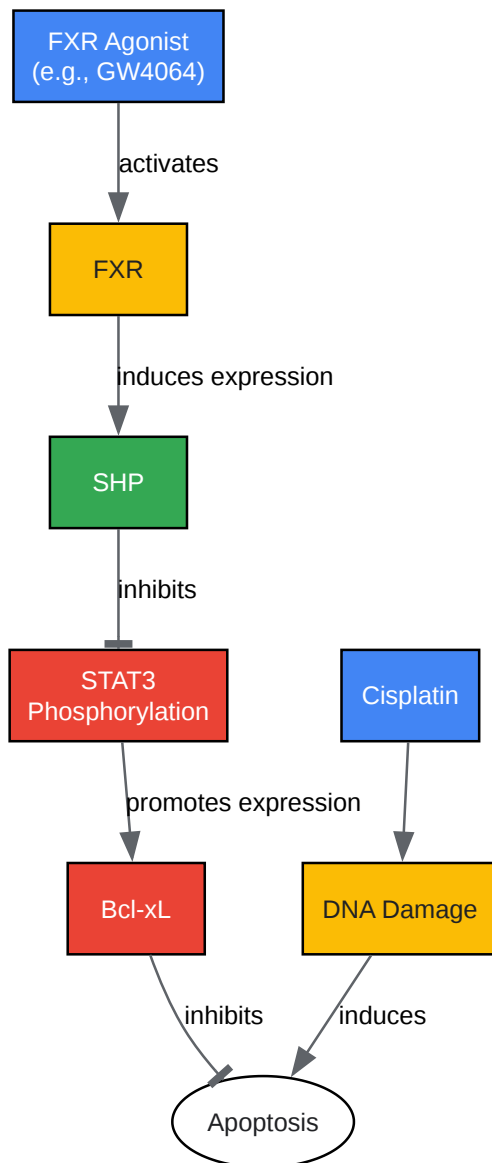 FXR Agonist
(e.g., GW4064)
activates
FXR
induces expression
SHP
inhibits
STAT3
Phosphorylation
Cisplatin
promotes expression
Bcl-xL
DNA Damage
inhibits
induces
Apoptosis